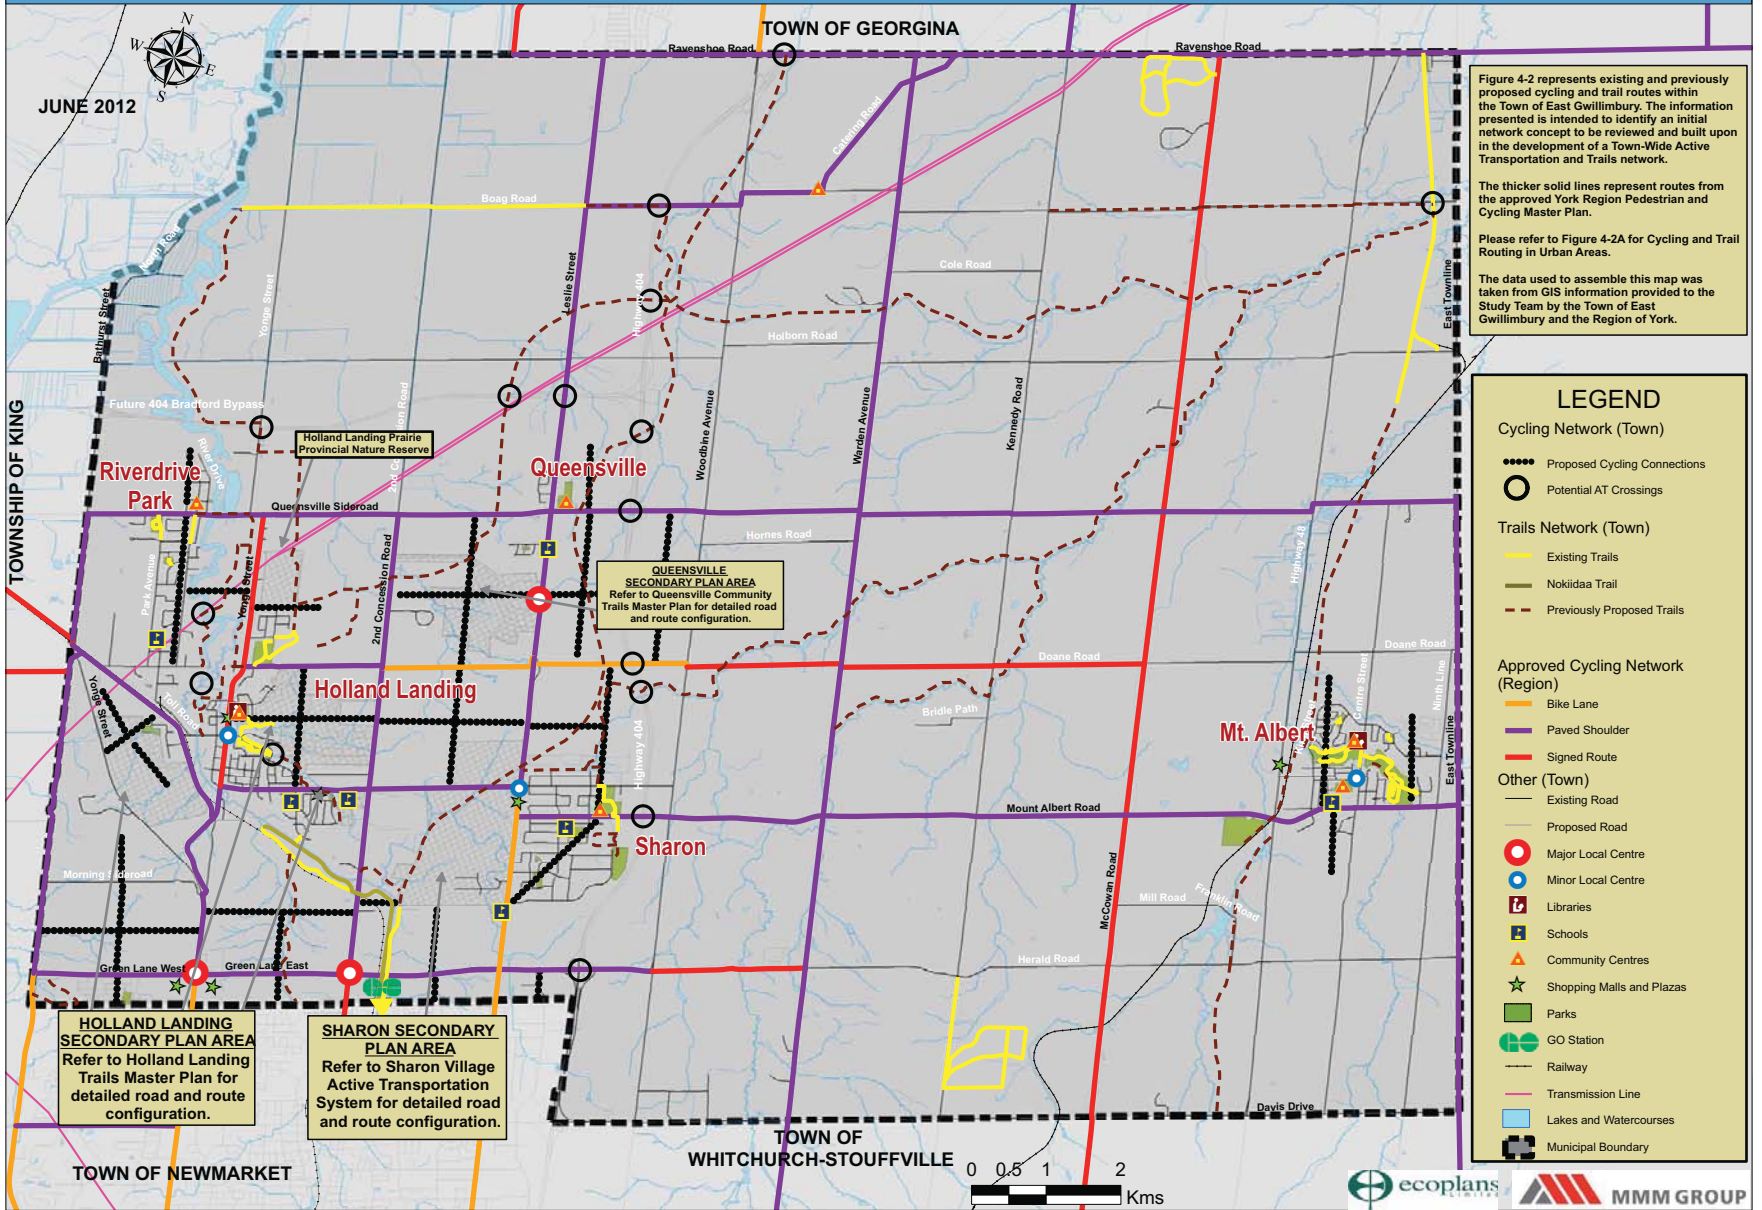 TOWN OF GEORGINA
Ravenshoe Road
Ravenshoe Road
N
W
E
S
JUNE 2012
Figure 4-2 represents existing and previously
proposed cycling and trail routes within
the Town of East Gwillimbury. The information
presented is intended to identify an initial
network concept to be reviewed and built upon
in the development of a Town-Wide Active
Transportation and Trails network.
The thicker solid lines represent routes from
the approved York Region Pedestrian and
Cycling Master Plan.
Please refer to Figure 4-2A for Cycling and Trail
Routing in Urban Areas.
The data used to assemble this map was
taken from GIS information provided to the
Study Team by the Town of East
Gwillimbury and the Region of York.
Catering Road
Boag Road
North Road
Yonge Street
Bathurst Street
Leslie Street
Highway 404
Cole Road
Holborn Road
East Townline
TOWNSHIP OF KING
Future 404 Bradford Bypass
Holland Landing Prairie
Provincial Nature Reserve
River Drive
Woodbine Avenue
Warden Avenue
Kennedy Road
Riverdrive
Park
Queensville
Queensville Sideroad
Hornes Road
Highway 48
Park Avenue
Yonge Street
2nd Concession Road
QUEENSVILLE
SECONDARY PLAN AREA
Refer to Queensville Community
Trails Master Plan for detailed road
and route configuration.
Doane Road
Doane Road
Centre Street
Ninth Line
Holland Landing
Yonge Street
Toll Road
Highway 404
Bridle Path
Mt. Albert
East Townline
Mount Albert Road
Sharon
Morning Sideroad
McCowan Road
Mill Road
Franklin Road
Green Lane West
Green Lane East
Herald Road
HOLLAND LANDING
SECONDARY PLAN AREA
Refer to Holland Landing
Trails Master Plan for
detailed road and route
configuration.
SHARON SECONDARY
PLAN AREA
Refer to Sharon Village
Active Transportation
System for detailed road
and route configuration.
Davis Drive
TOWN OF
WHITCHURCH-STOUFFVILLE
TOWN OF NEWMARKET
0 0.5 1 2
Kms
LEGEND
Cycling Network (Town)
Proposed Cycling Connections
Potential AT Crossings
Trails Network (Town)
Existing Trails
Nokiidaa Trail
Previously Proposed Trails
Approved Cycling Network
(Region)
Bike Lane
Paved Shoulder
Signed Route
Other (Town)
Existing Road
Proposed Road
Major Local Centre
Minor Local Centre
Libraries
Schools
Community Centres
Shopping Malls and Plazas
Parks
GO Station
Railway
Transmission Line
Lakes and Watercourses
Municipal Boundary
ecoplans
Limited
MMM GROUP